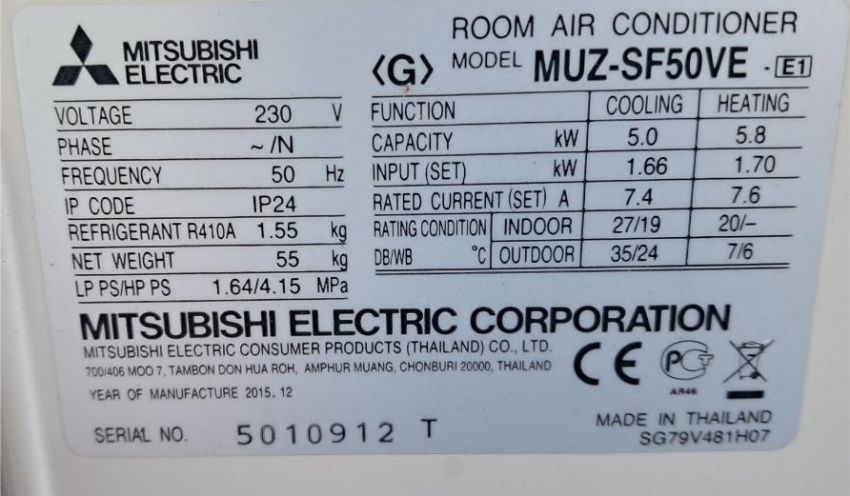 MITSUBISHI ELECTRIC
ROOM AIR CONDITIONER
<G> MODEL MUZ-SF50VE - E1
VOLTAGE 230 V
PHASE ~ /N
FREQUENCY 50 Hz
IP CODE IP24
REFRIGERANT R410A 1.55 kg
NET WEIGHT 55 kg
LP PS/HP PS 1.64/4.15 MPa
FUNCTION COOLING HEATING
CAPACITY kW 5.0 5.8
INPUT (SET) kW 1.66 1.70
RATED CURRENT (SET) A 7.4 7.6
RATING CONDITION INDOOR 27/19 20/–
DB/WB °C OUTDOOR 35/24 7/6
MITSUBISHI ELECTRIC CORPORATION
MITSUBISHI ELECTRIC CONSUMER PRODUCTS (THAILAND) CO., LTD.
700/406 MOO 7, TAMBON DON HUA ROH, AMPHUR MUANG, CHONBURI 20000, THAILAND
YEAR OF MANUFACTURE 2015. 12
CE
PCT
AЯ46
SERIAL NO. 5010912 T
MADE IN THAILAND
SG79V481H07